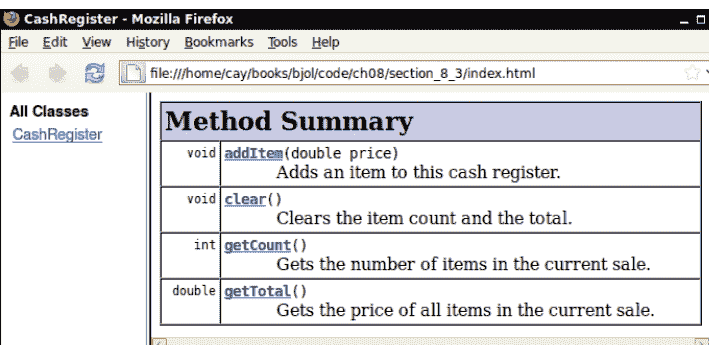 CashRegister - Mozilla Firefox
File Edit View History Bookmarks Tools Help
file:///home/cay/books/bjol/code/ch08/section_8_3/index.html
All Classes
CashRegister
Method Summary
void addItem(double price)
Adds an item to this cash register.
void clear()
Clears the item count and the total.
int getCount()
Gets the number of items in the current sale.
double getTotal()
Gets the price of all items in the current sale.